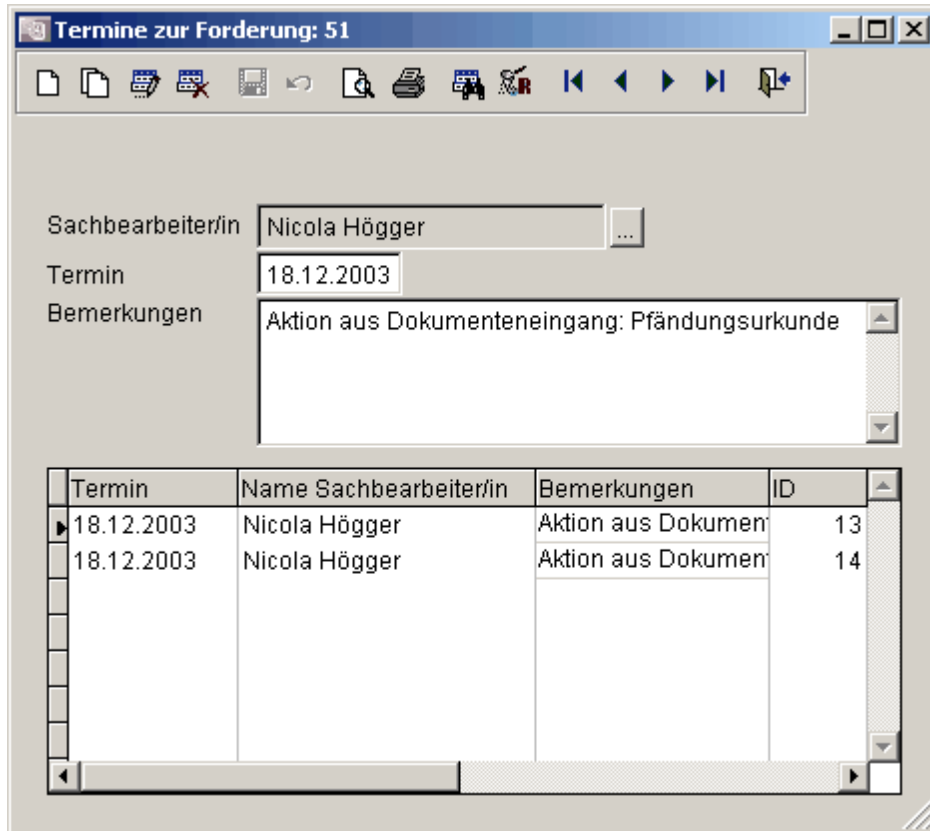 Termine zur Forderung: 51
Sachbearbeiter/in Nicola Högger ...
Termin 18.12.2003
Bemerkungen Aktion aus Dokumenteneingang: Pfändungsurkunde
Termin Name Sachbearbeiter/in Bemerkungen ID
18.12.2003 Nicola Högger Aktion aus Dokument 13
18.12.2003 Nicola Högger Aktion aus Dokument 14